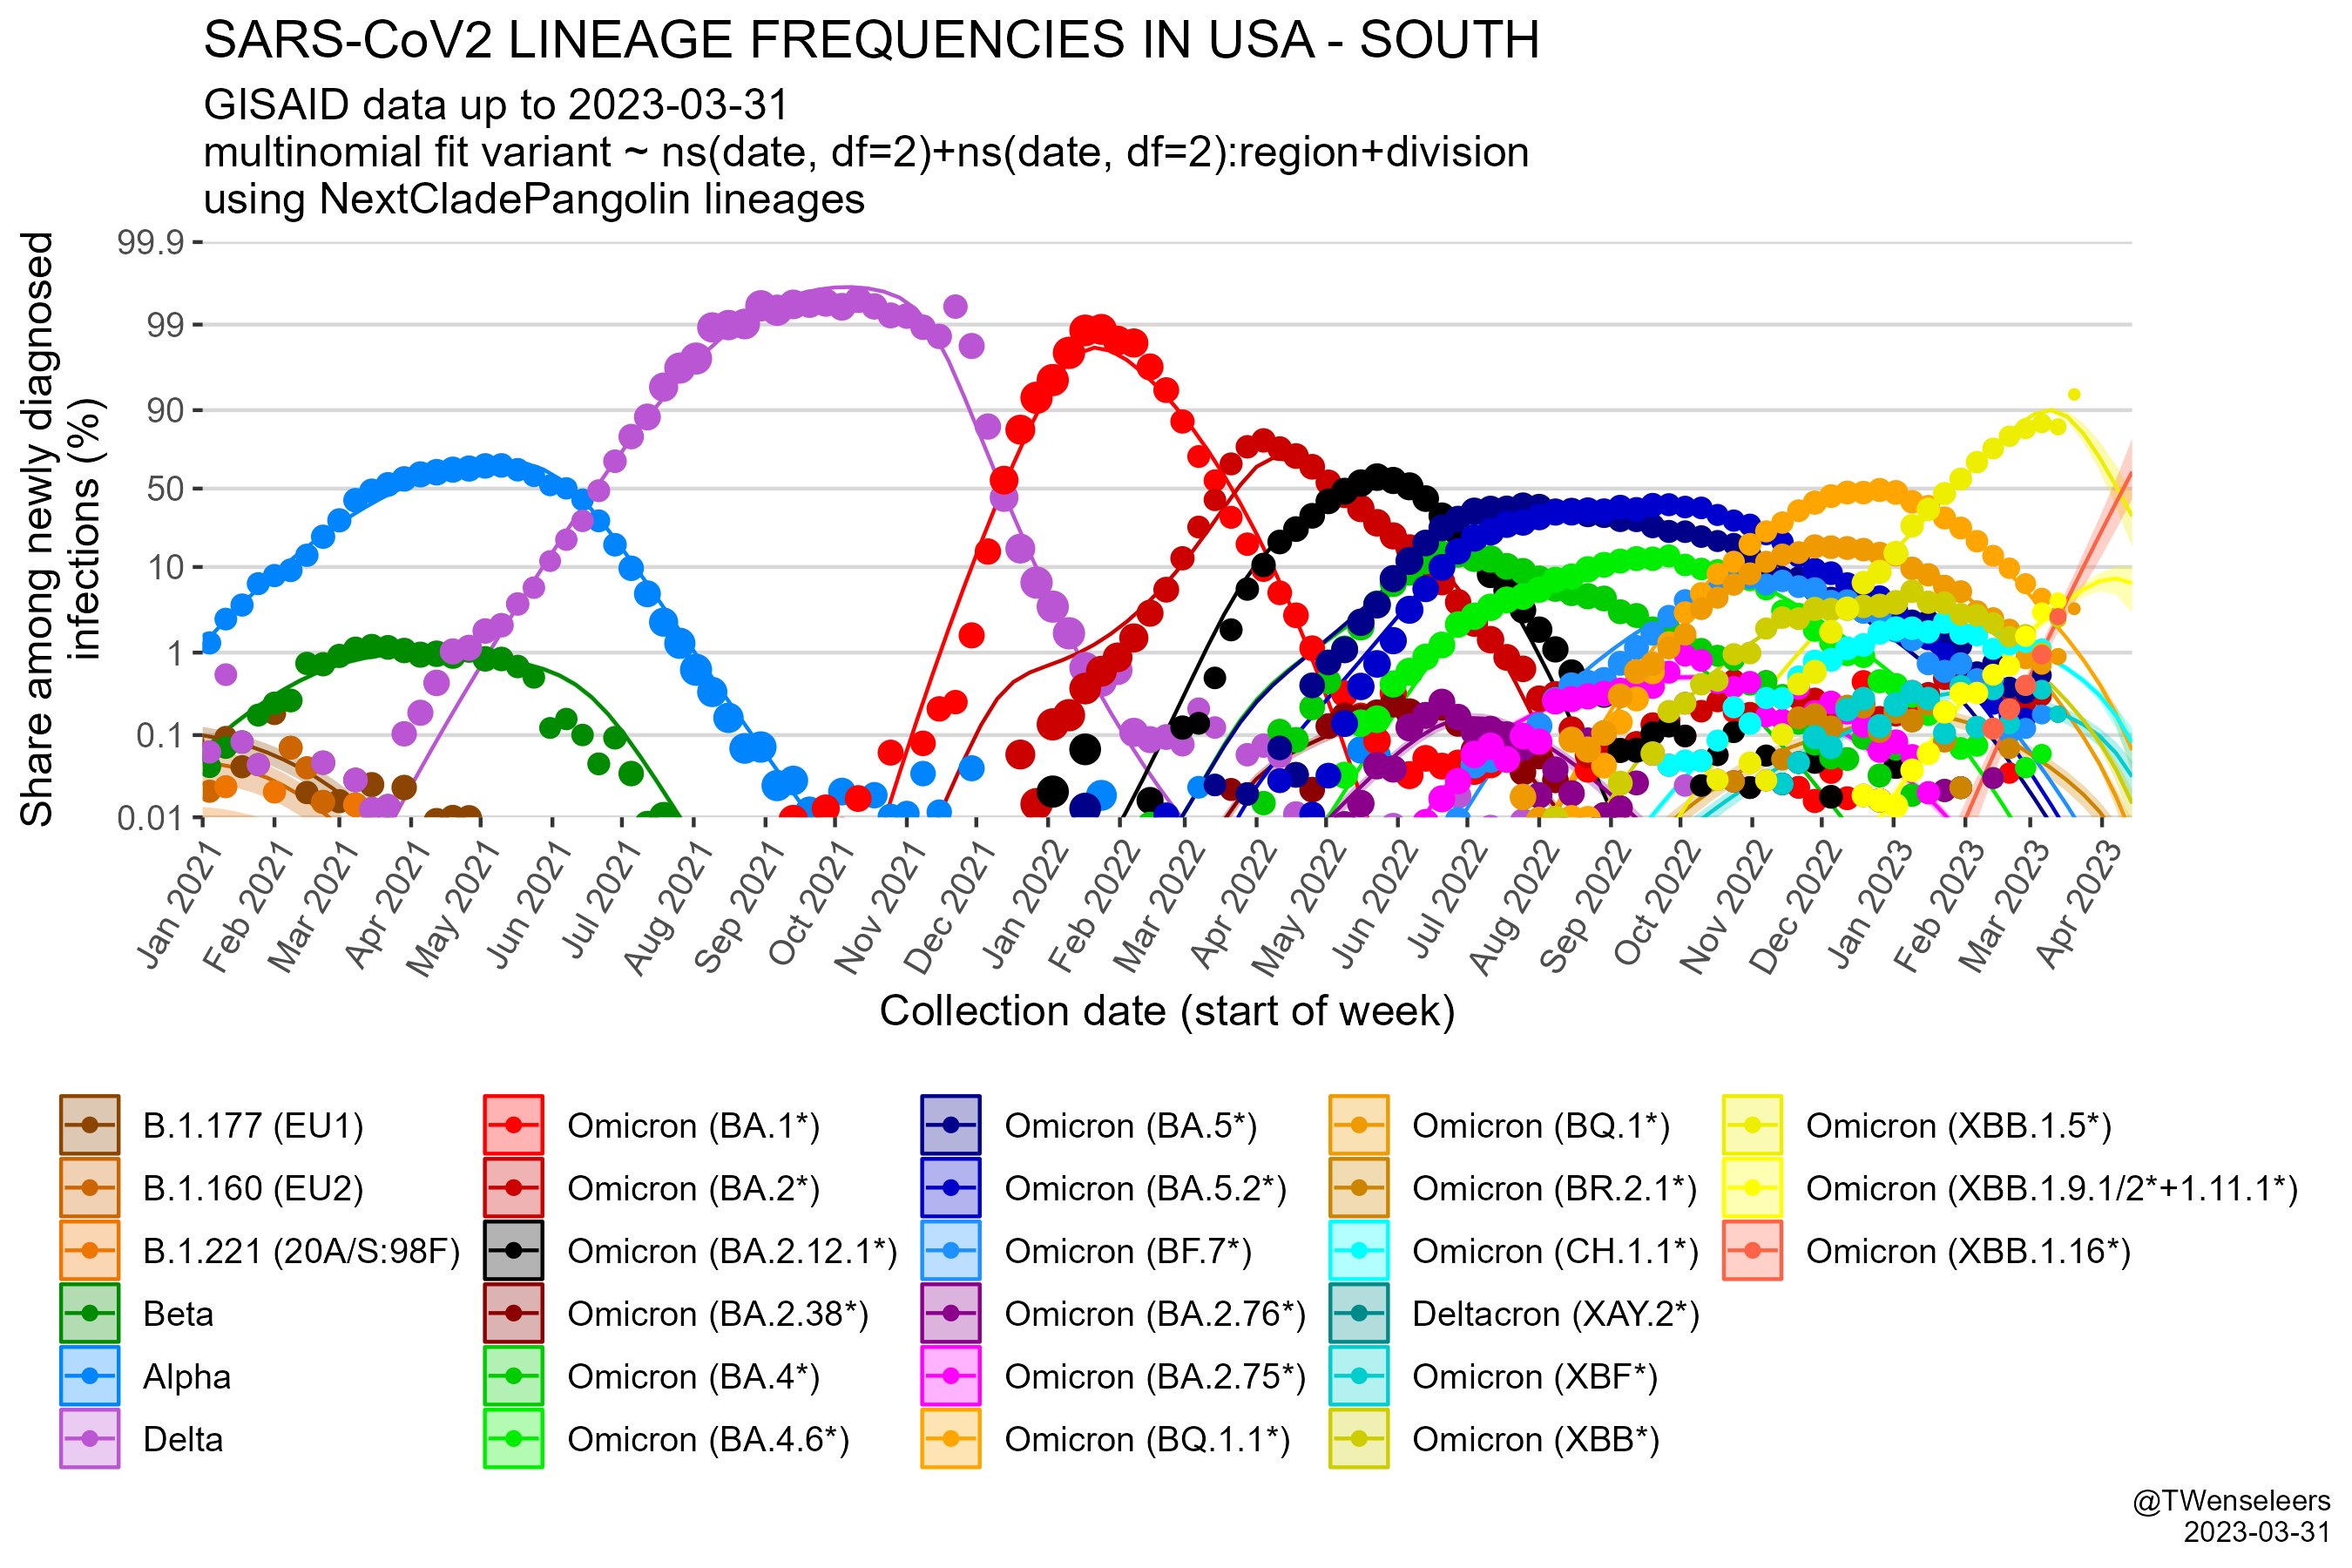 SARS-CoV2 LINEAGE FREQUENCIES IN USA - SOUTH
GISAID data up to 2023-03-31
multinomial fit variant ~ ns(date, df=2)+ns(date, df=2):region+division
using NextCladePangolin lineages
Share among newly diagnosed
infections (%)
99.9
99
90
50
10
1
0.1
0.01
Jan 2021
Feb 2021
Mar 2021
Apr 2021
May 2021
Jun 2021
Jul 2021
Aug 2021
Sep 2021
Oct 2021
Nov 2021
Dec 2021
Jan 2022
Feb 2022
Mar 2022
Apr 2022
May 2022
Jun 2022
Jul 2022
Aug 2022
Sep 2022
Oct 2022
Nov 2022
Dec 2022
Jan 2023
Feb 2023
Mar 2023
Apr 2023
Collection date (start of week)
B.1.177 (EU1)
B.1.160 (EU2)
B.1.221 (20A/S:98F)
Beta
Alpha
Delta
Omicron (BA.1*)
Omicron (BA.2*)
Omicron (BA.2.12.1*)
Omicron (BA.2.38*)
Omicron (BA.4*)
Omicron (BA.4.6*)
Omicron (BA.5*)
Omicron (BA.5.2*)
Omicron (BF.7*)
Omicron (BA.2.76*)
Omicron (BA.2.75*)
Omicron (BQ.1.1*)
Omicron (BQ.1*)
Omicron (BR.2.1*)
Omicron (CH.1.1*)
Deltacron (XAY.2*)
Omicron (XBF*)
Omicron (XBB*)
Omicron (XBB.1.5*)
Omicron (XBB.1.9.1/2*+1.11.1*)
Omicron (XBB.1.16*)
@TWenseleers
2023-03-31